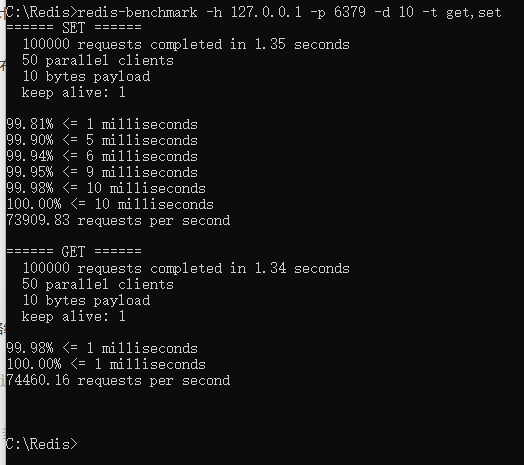 C:\Redis>redis-benchmark -h 127.0.0.1 -p 6379 -d 10 -t get,set
====== SET ======
  100000 requests completed in 1.35 seconds
  50 parallel clients
  10 bytes payload
  keep alive: 1

99.81% <= 1 milliseconds
99.90% <= 5 milliseconds
99.94% <= 6 milliseconds
99.95% <= 9 milliseconds
99.98% <= 10 milliseconds
100.00% <= 10 milliseconds
73909.83 requests per second

====== GET ======
  100000 requests completed in 1.34 seconds
  50 parallel clients
  10 bytes payload
  keep alive: 1

99.98% <= 1 milliseconds
100.00% <= 1 milliseconds
74460.16 requests per second

C:\Redis>